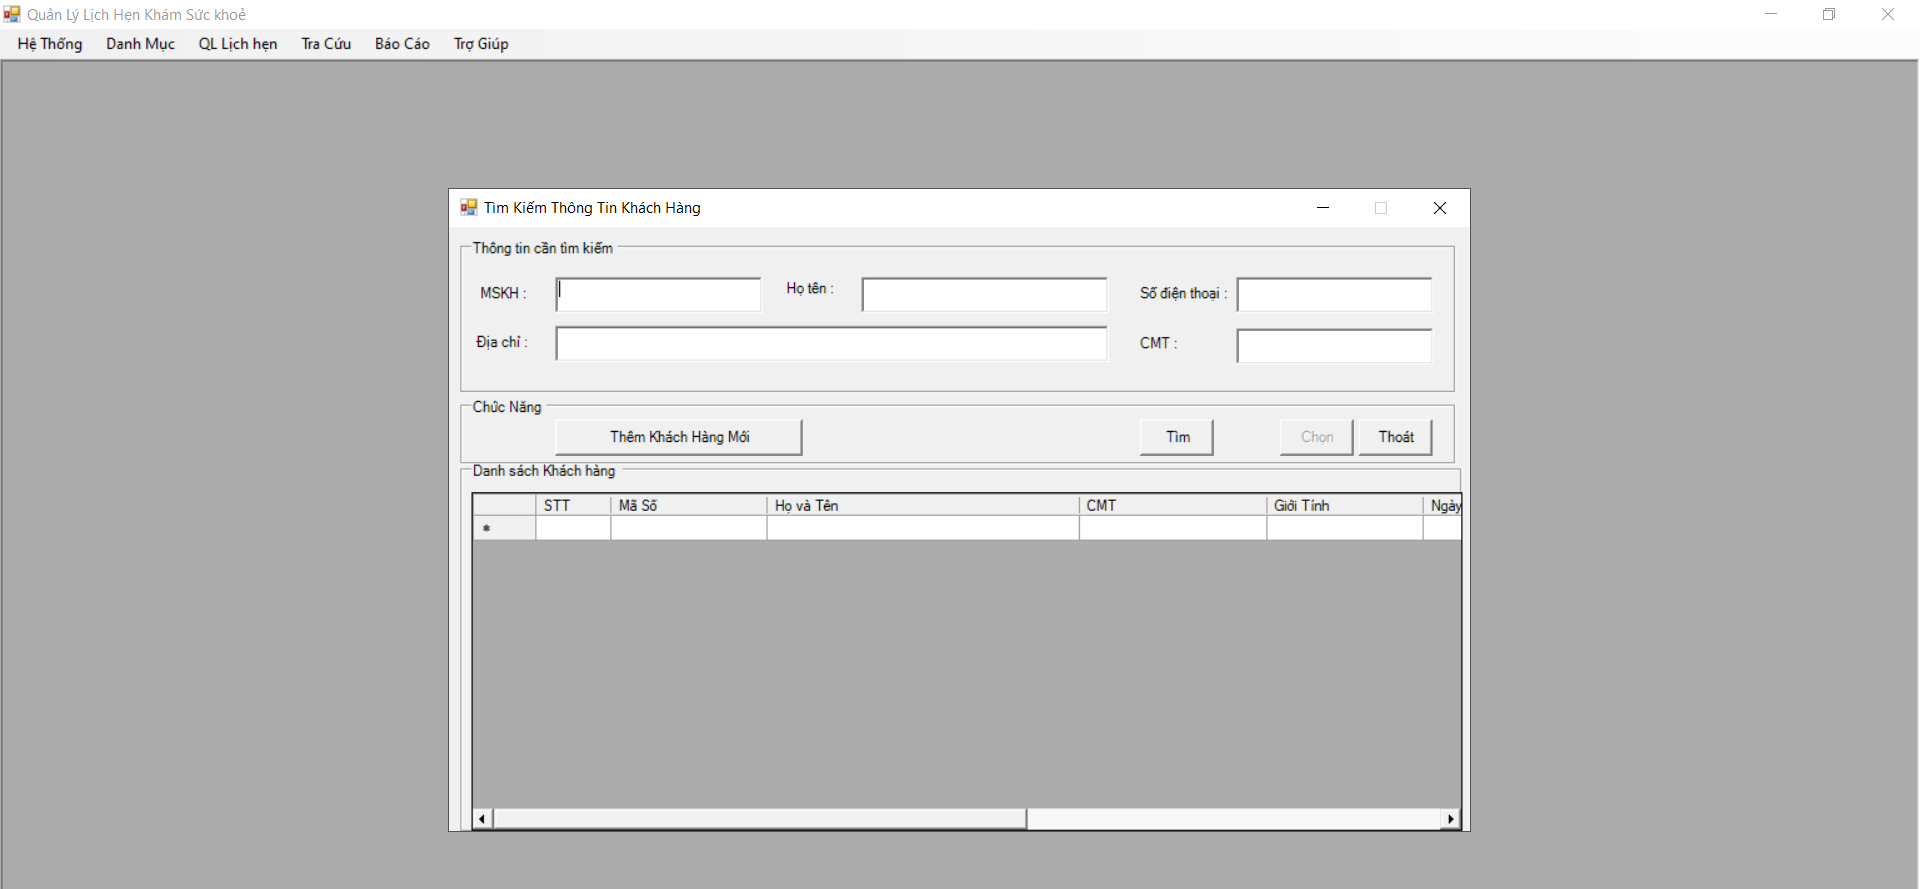 Quản Lý Lịch Hẹn Khám Sức khoẻ
Hệ Thống Danh Mục QL Lịch hẹn Tra Cứu Báo Cáo Trợ Giúp
Tìm Kiếm Thông Tin Khách Hàng
Thông tin cần tìm kiếm
MSKH : Họ tên : Số điện thoại :
Địa chỉ : CMT :
Chức Năng
Thêm Khách Hàng Mới Tìm Chọn Thoát
Danh sách Khách hàng
STT Mã Số Họ và Tên CMT Giới Tính Ngày